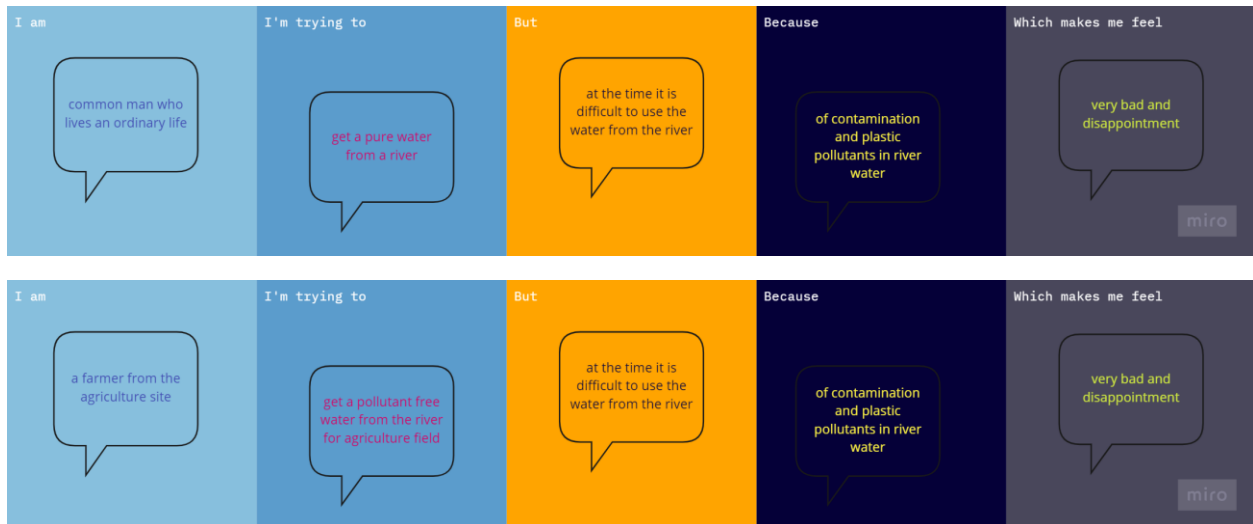 I am
common man who
lives an ordinary life
I'm trying to
get a pure water
from a river
But
at the time it is
difficult to use the
water from the river
Because
of contamination
and plastic
pollutants in river
water
Which makes me feel
very bad and
disappointment
miro
I am
a farmer from the
agriculture site
I'm trying to
get a pollutant free
water from the river
for agriculture field
But
at the time it is
difficult to use the
water from the river
Because
of contamination
and plastic
pollutants in river
water
Which makes me feel
very bad and
disappointment
miro